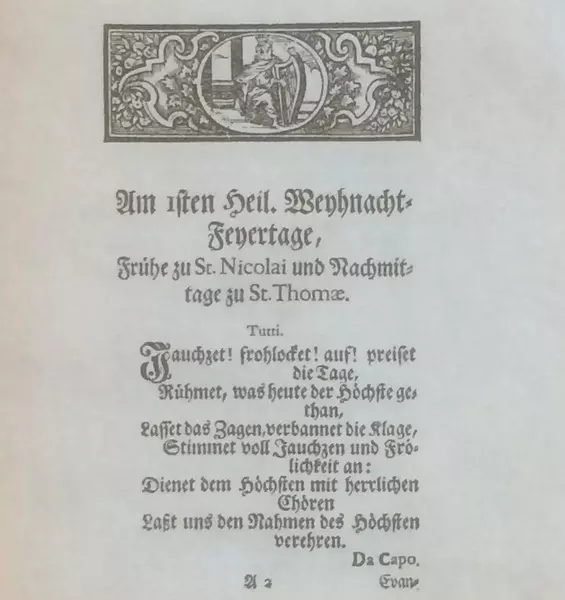 Am 1sten Heil. Weyhnacht-
Feyertage,
Frühe zu St. Nicolai und Nachmit-
tage zu St. Thomæ.
Tutti.
Jauchzet! frohlocket! auf! preiset
die Tage,
Rühmet, was heute der Höchste ge-
than,
Lasset das Zagen, verbannet die Klage,
Stimmet voll Jauchzen und Frö-
lichkeit an:
Dienet dem Höchsten mit herrlichen
Chören
Laßt uns den Nahmen des Höchsten
verehren.
Da Capo.
A 2 Evan-